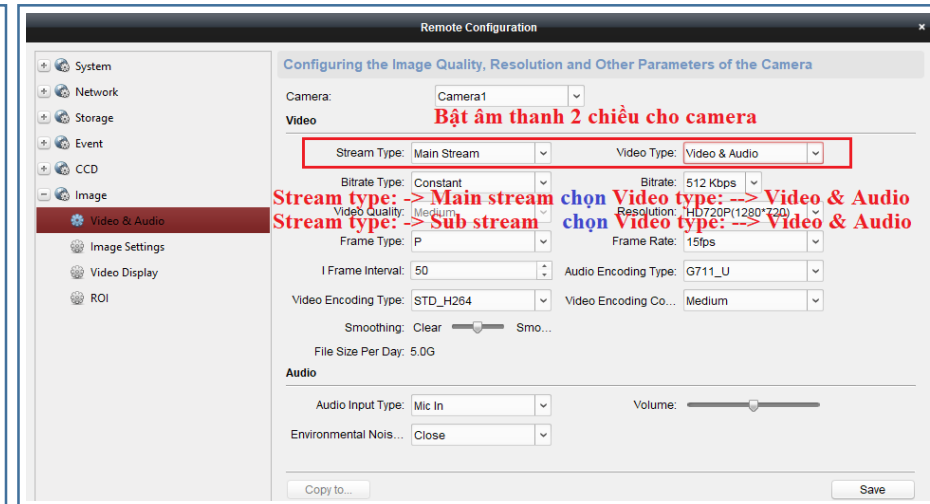 Remote Configuration ×
System
Network
Storage
Event
CCD
Image
Video & Audio
Image Settings
Video Display
ROI
Configuring the Image Quality, Resolution and Other Parameters of the Camera
Camera: Camera1
Bật âm thanh 2 chiều cho camera
Video
Stream Type: Main Stream Video Type: Video & Audio
Bitrate Type: Constant Bitrate: 512 Kbps
Stream type: -> Main stream chọn Video type: --> Video & Audio
Video Quality: Medium Resolution: HD720P(1280*720)
Stream type: -> Sub stream chọn Video type: --> Video & Audio
Frame Type: P Frame Rate: 15fps
I Frame Interval: 50 Audio Encoding Type: G711_U
Video Encoding Type: STD_H264 Video Encoding Co... Medium
Smoothing: Clear Smo...
File Size Per Day: 5.0G
Audio
Audio Input Type: Mic In Volume:
Environmental Nois... Close
Copy to... Save